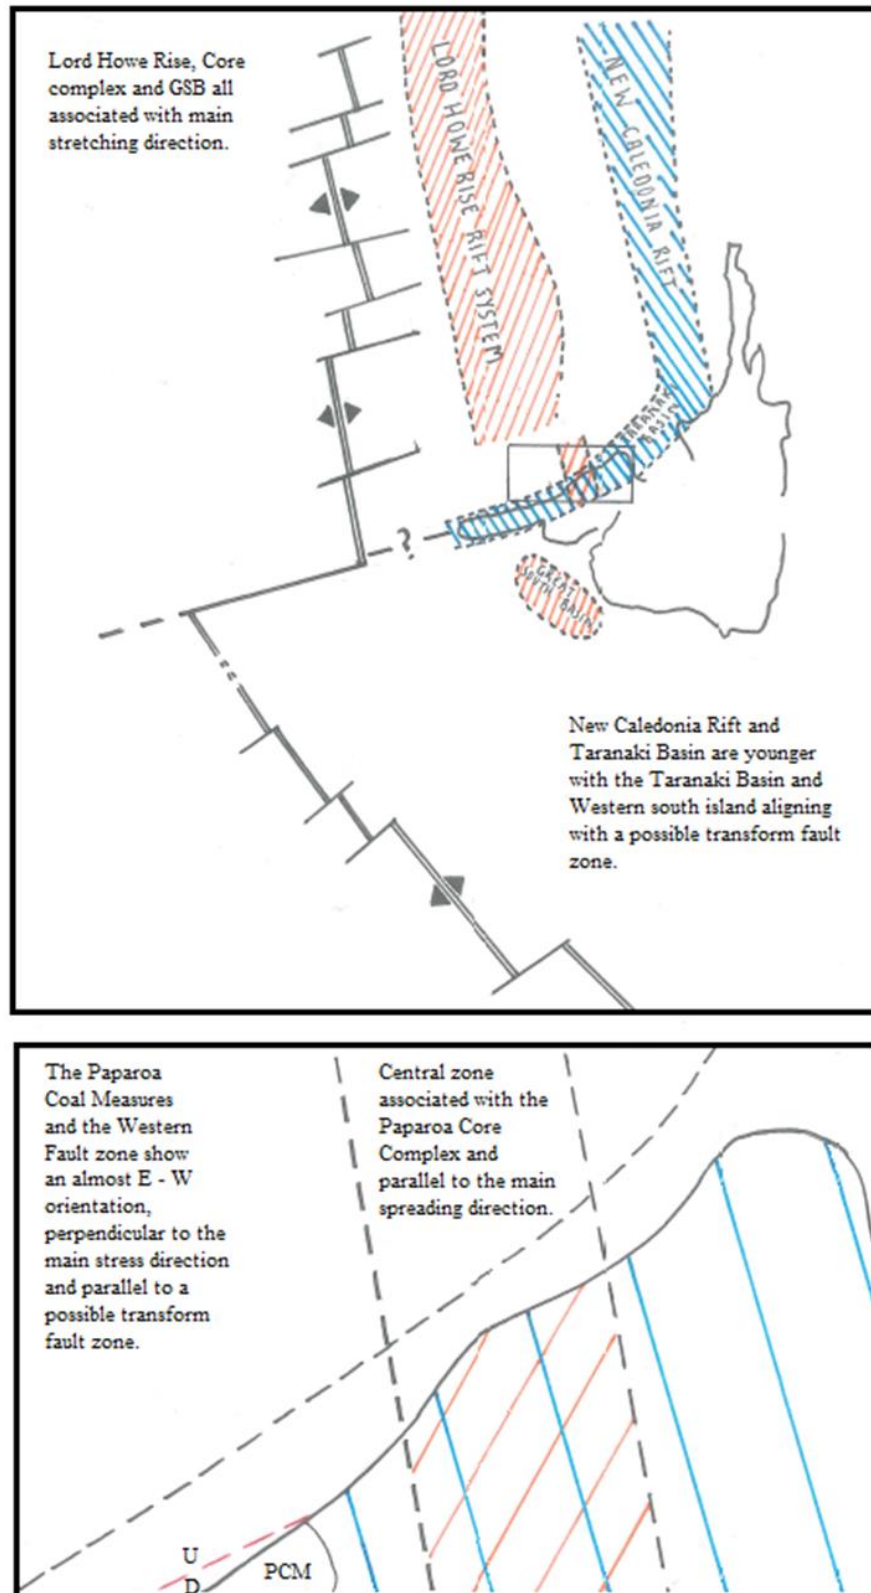 Lord Howe Rise, Core
complex and GSB all
associated with main
stretching direction.
LORD HOWE RISE RIFT SYSTEM
NEW CALEDONIA RIFT
TARANAKI
BASIN
?
GREAT
SOUTH BASIN
New Caledonia Rift and
Taranaki Basin are younger
with the Taranaki Basin and
Western south island aligning
with a possible transform fault
zone.
The Paparoa
Coal Measures
and the Western
Fault zone show
an almost E - W
orientation,
perpendicular to the
main stress direction
and parallel to a
possible transform
fault zone.
Central zone
associated with the
Paparoa Core
Complex and
parallel to the main
spreading direction.
U
D
PCM